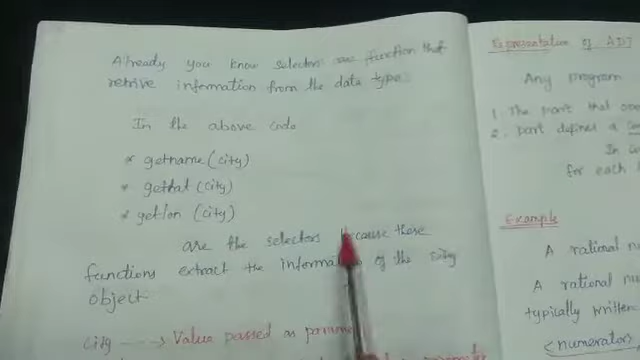 Already you know selectors are function that
retrive information from the data type.
In the above code
* getname (city)
* getlat (city)
* getlon (city)
are the selectors because these
functions extract the information of the city
object.
city -----> Value passed as
Representation of ADT
Any program
1. The part that
2. part defines a
In
for each
Example
A rational
A rational
typically written
(numerator)